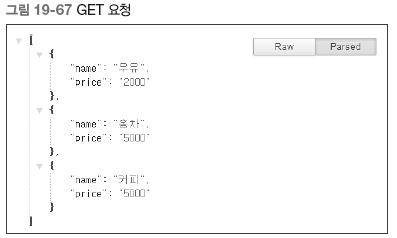 그림 19-67 GET 요청
Raw Parsed
[
{
"name": "우유",
"price": "2000"
},
{
"name": "홍차",
"price": "5000"
},
{
"name": "커피",
"price": "5000"
}
]